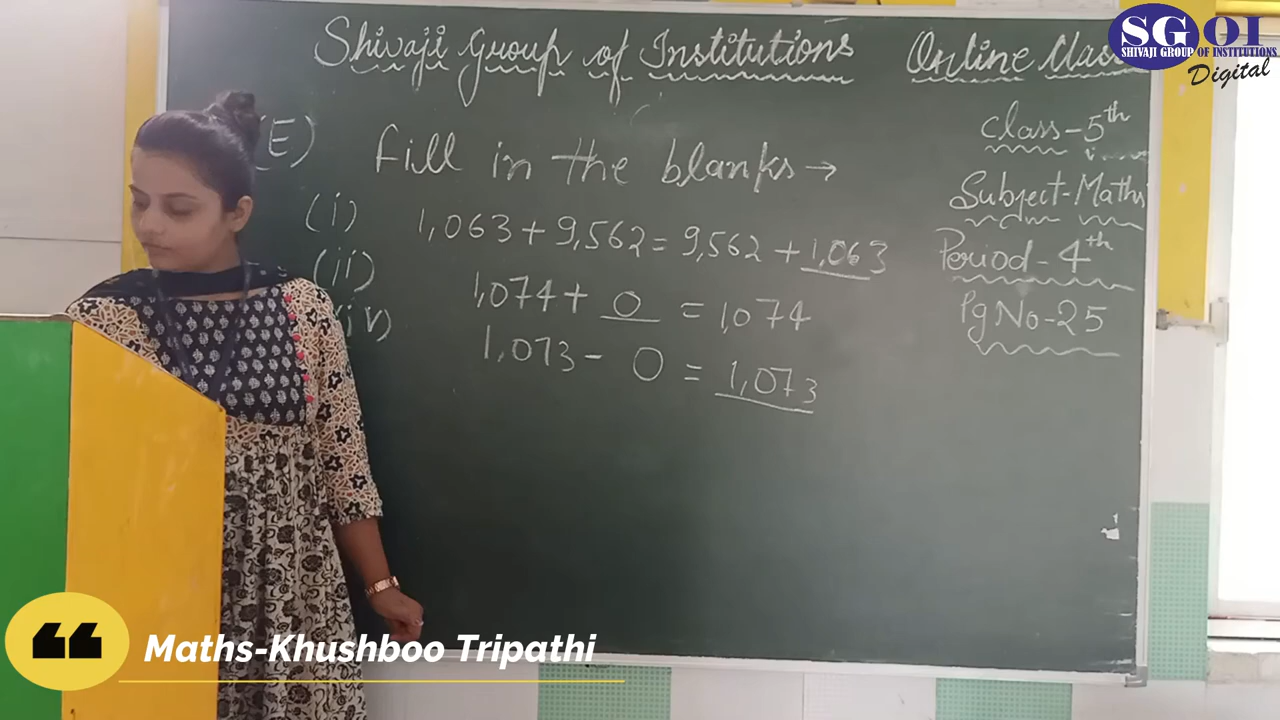 Shivaji Group of Institutions
Online Class
SGOI
SHIVAJI GROUP OF INSTITUTIONS
Digital
Class-5th
Subject-Maths
Period-4th
Pg No-25
(E) Fill in the blanks→
(i) 1,063+9,562=9,562+1,063
(ii) 1,074+ 0 =1,074
(iv) 1,073- 0 = 1,073
Maths-Khushboo Tripathi